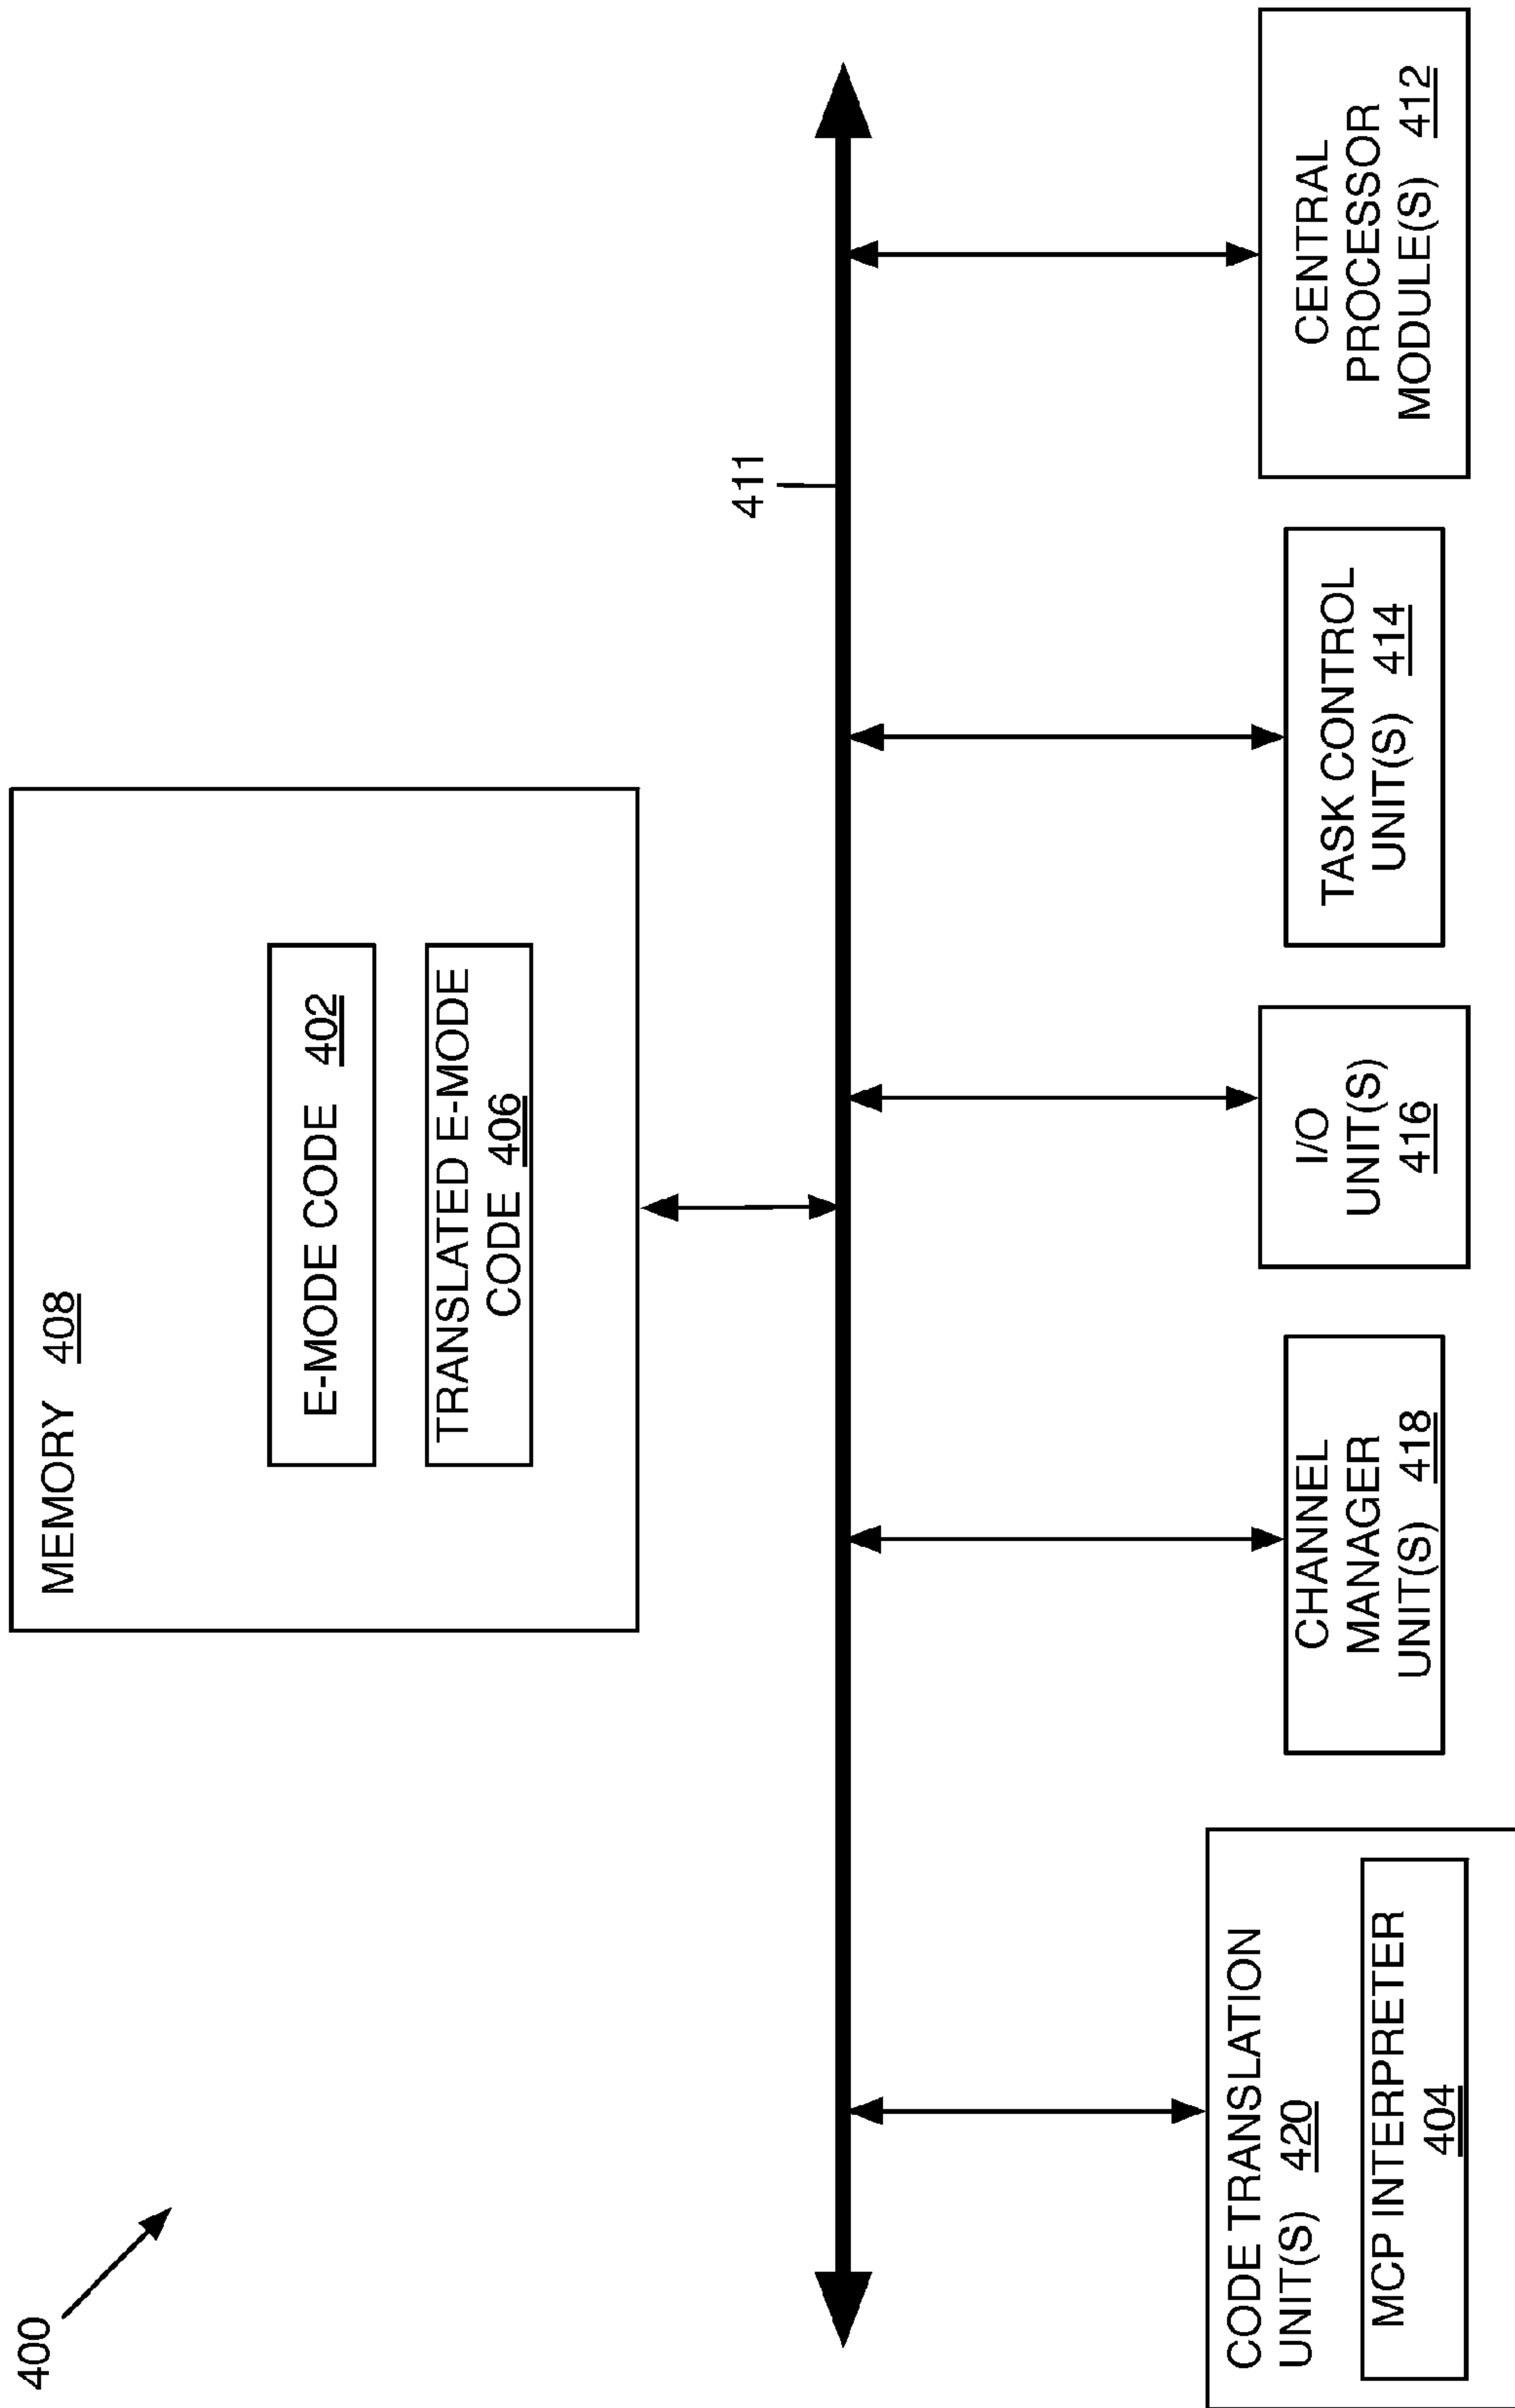 400
MEMORY 408
E-MODE CODE 402
TRANSLATED E-MODE
CODE 406
411
CODE TRANSLATION
UNIT(S) 420
MCP INTERPRETER
404
CHANNEL
MANAGER
UNIT(S) 418
I/O
UNIT(S)
416
TASK CONTROL
UNIT(S) 414
CENTRAL
PROCESSOR
MODULE(S) 412